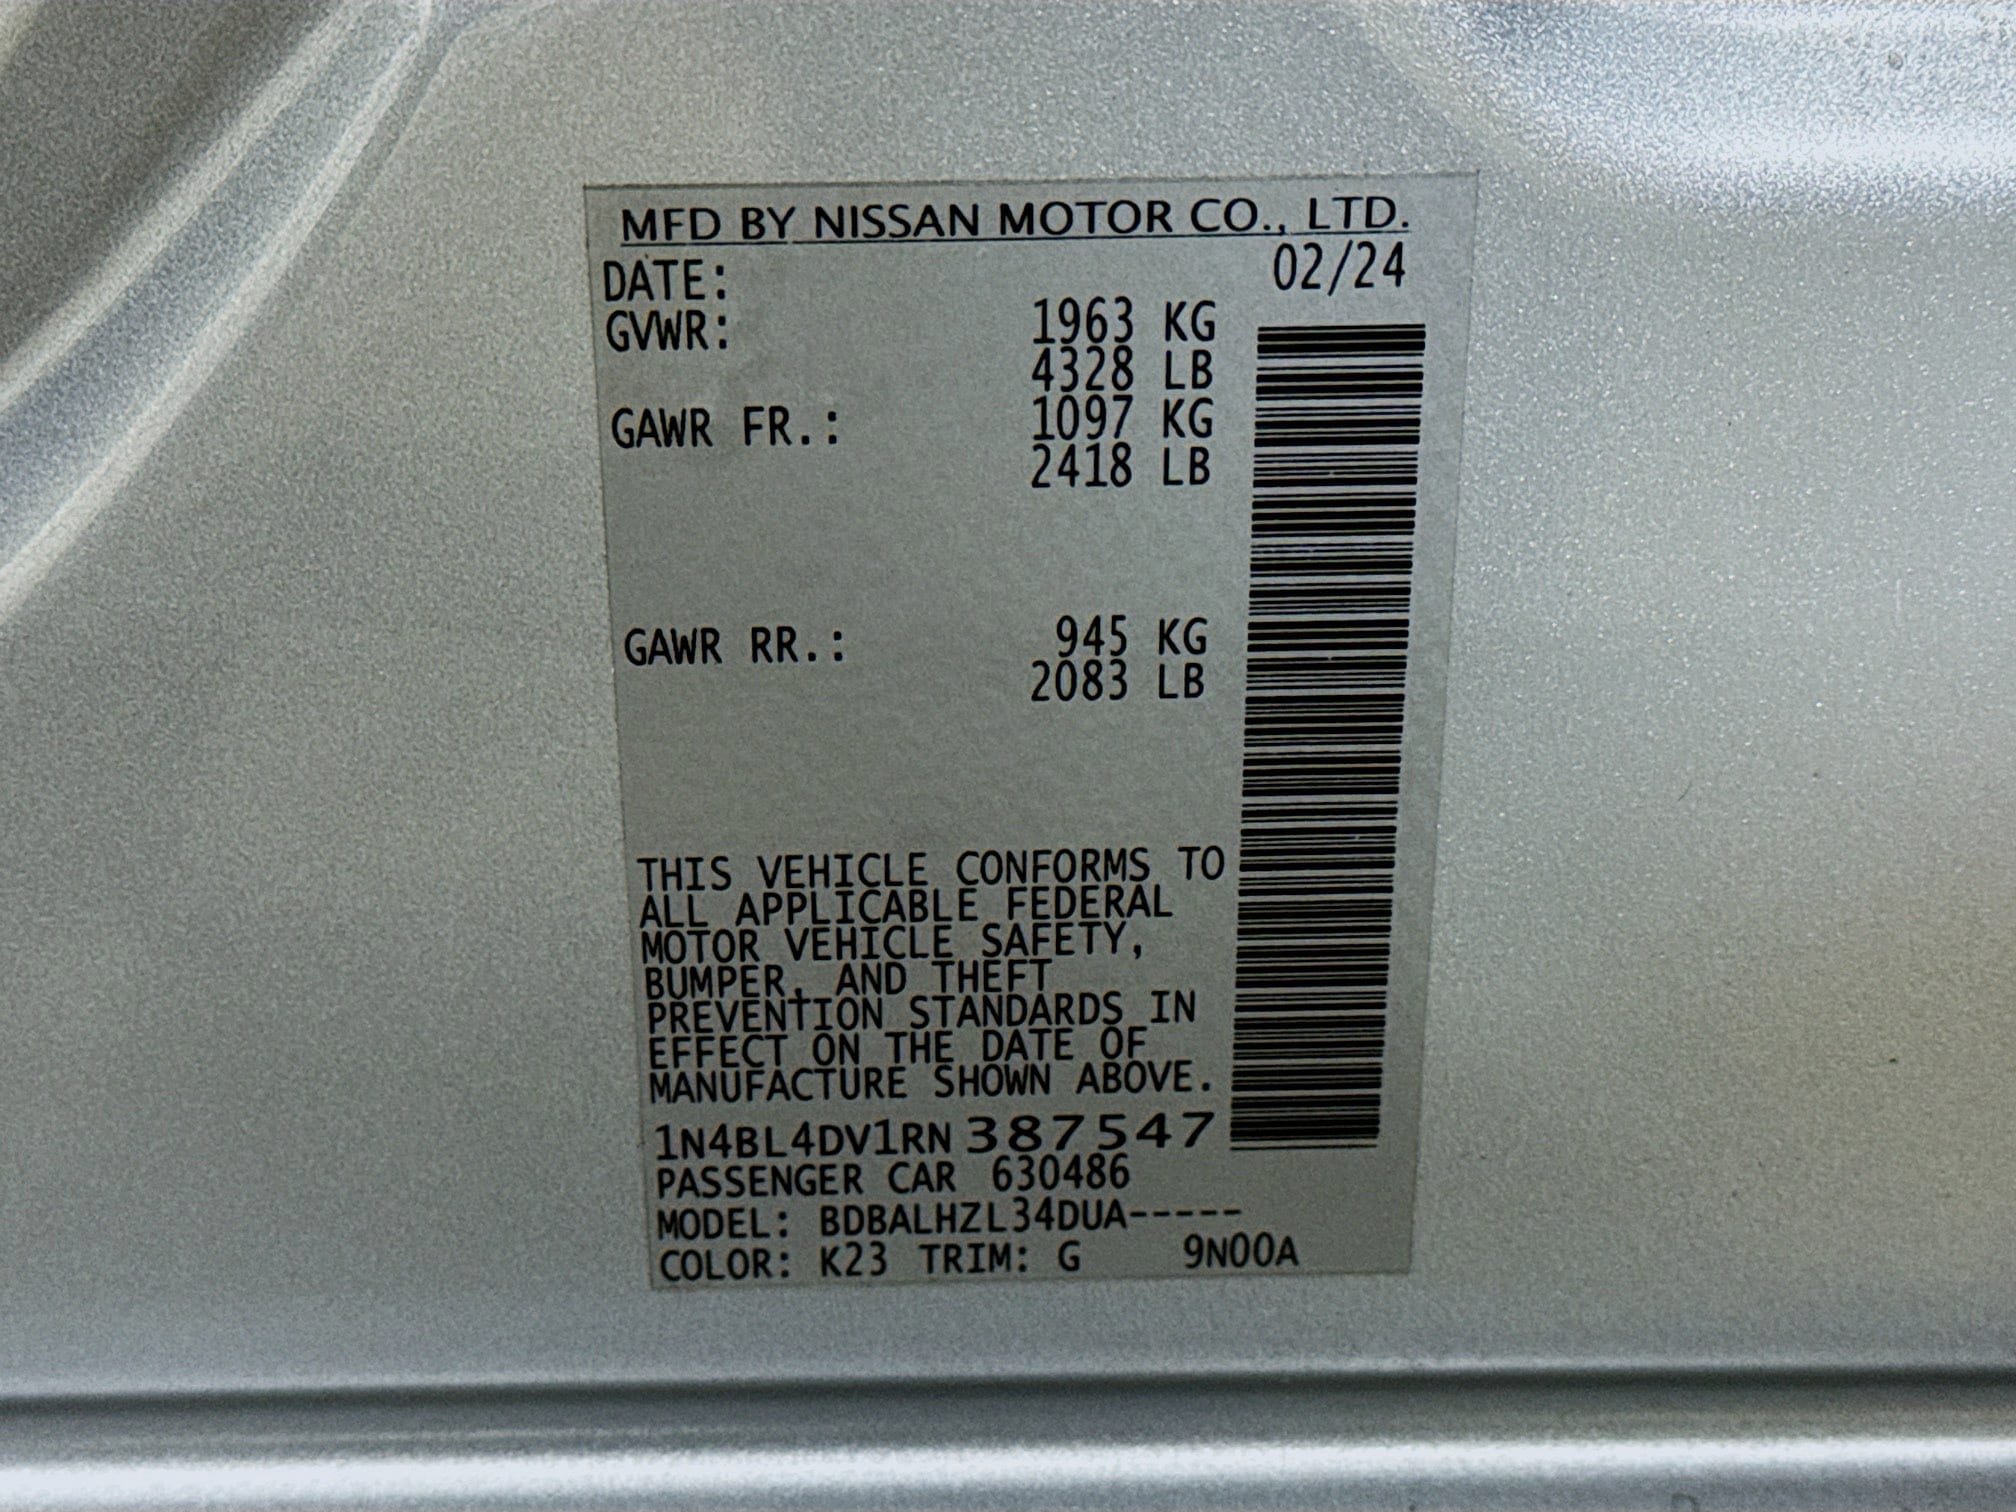 MFD BY NISSAN MOTOR CO., LTD.
DATE: 02/24
GVWR: 1963 KG
4328 LB
GAWR FR.: 1097 KG
2418 LB
GAWR RR.: 945 KG
2083 LB
THIS VEHICLE CONFORMS TO
ALL APPLICABLE FEDERAL
MOTOR VEHICLE SAFETY,
BUMPER, AND THEFT
PREVENTION STANDARDS IN
EFFECT ON THE DATE OF
MANUFACTURE SHOWN ABOVE.
1N4BL4DV1RN387547
PASSENGER CAR 630486
MODEL: BDBALHZL34DUA-----
COLOR: K23 TRIM: G 9N00A